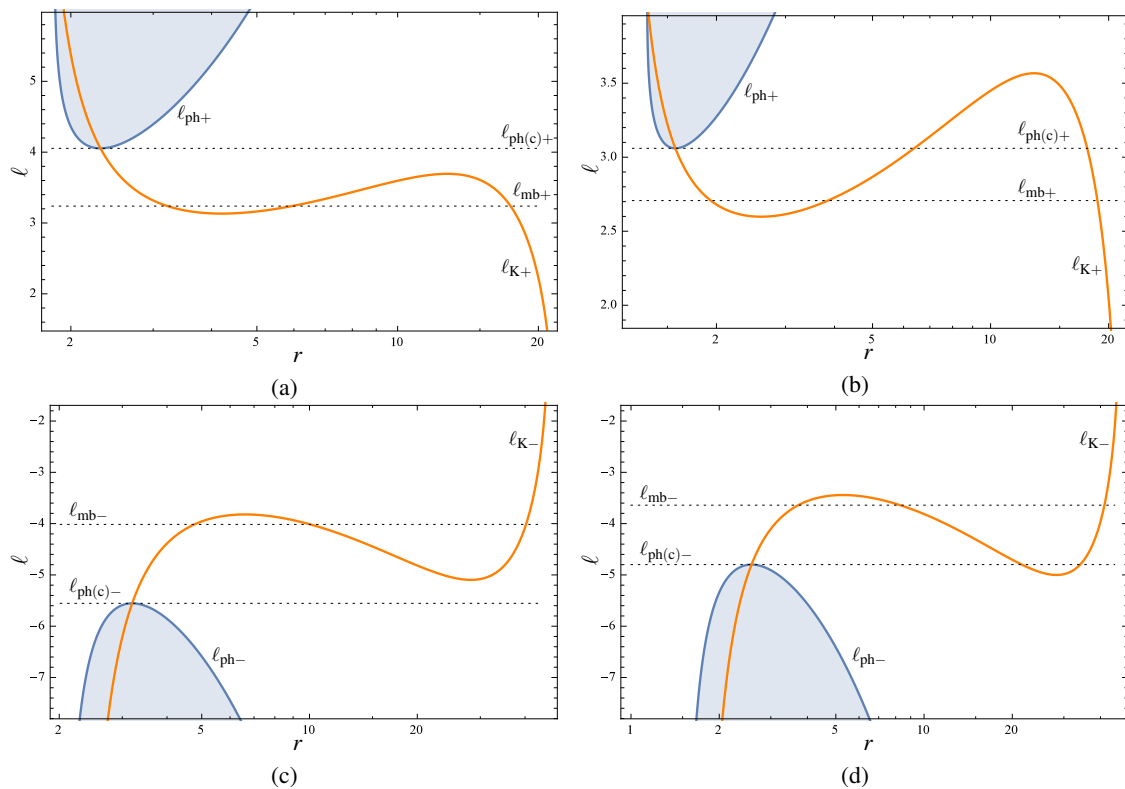 5
4
3
2
ℓ
ℓph+
ℓph(c)+
ℓmb+
ℓK+
2
5
10
20
r
(a)
3.5
3.0
2.5
2.0
ℓ
ℓph+
ℓph(c)+
ℓmb+
ℓK+
2
5
10
20
r
(b)
-2
-3
-4
-5
-6
-7
ℓ
ℓK−
ℓmb−
ℓph(c)−
ℓph−
2
5
10
20
r
(c)
-2
-3
-4
-5
-6
-7
ℓ
ℓK−
ℓmb−
ℓph(c)−
ℓph−
1
2
5
10
20
r
(d)